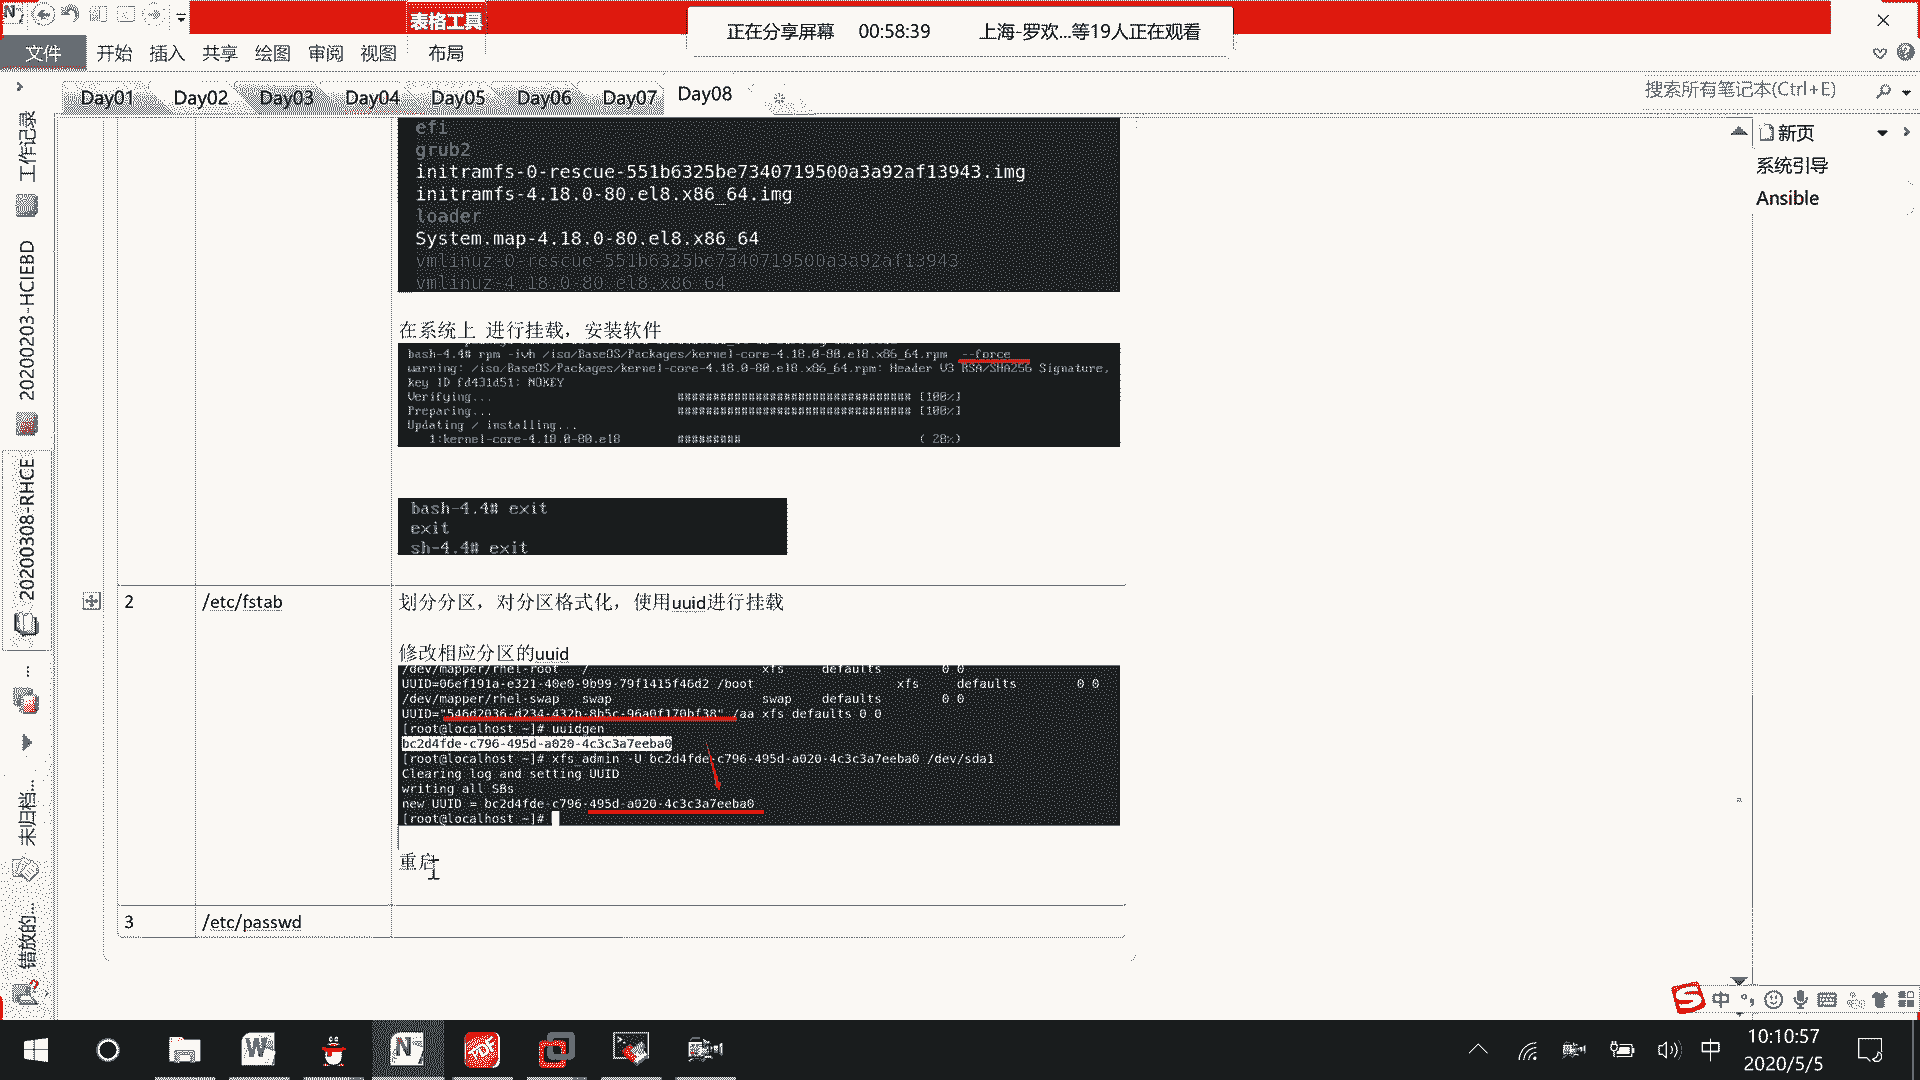 表格工具
正在分享屏幕 00:58:39 上海-罗欢...等19人正在观看
文件 开始 插入 共享 绘图 审阅 视图 布局
Day01 Day02 Day03 Day04 Day05 Day06 Day07 Day08
搜索所有笔记本(Ctrl+E)
工作记录
20200203-HCIEBD
20200308-RHCE
未归档...
错放的...
新页
系统引导
Ansible
efi
grub2
initramfs-0-rescue-551b6325be7340719500a3a92af13943.img
initramfs-4.18.0-80.el8.x86_64.img
loader
System.map-4.18.0-80.el8.x86_64
vmlinuz-0-rescue-551b6325be7340719500a3a92af13943
vmlinuz-4.18.0-80.el8.x86_64
在系统上 进行挂载，安装软件
bash-4.4# rpm -ivh /iso/BaseOS/Packages/kernel-core-4.18.0-80.el8.x86_64.rpm --force
warning: /iso/BaseOS/Packages/kernel-core-4.18.0-80.el8.x86_64.rpm: Header V3 RSA/SHA256 Signature,
key ID fd431d51: NOKEY
Verifying... ################################# [100%]
Preparing... ################################# [100%]
Updating / installing...
1:kernel-core-4.18.0-80.el8 ######### ( 28%)
bash-4.4# exit
exit
sh-4.4# exit
2 /etc/fstab 划分分区，对分区格式化，使用uuid进行挂载
修改相应分区的uuid
/dev/mapper/rhel-root / xfs defaults 0 0
UUID=06ef191a-e321-40e0-9b99-79f1415f46d2 /boot xfs defaults 0 0
/dev/mapper/rhel-swap swap swap defaults 0 0
UUID="546d2036-d234-432b-8b5c-96a0f170bf38" /aa xfs defaults 0 0
[root@localhost ~]# uuidgen
bc2d4fde-c796-495d-a020-4c3c3a7eeba0
[root@localhost ~]# xfs_admin -U bc2d4fde-c796-495d-a020-4c3c3a7eeba0 /dev/sda1
Clearing log and setting UUID
writing all SBs
new UUID = bc2d4fde-c796-495d-a020-4c3c3a7eeba0
[root@localhost ~]#
重启
3 /etc/passwd
中
中
10:10:57
2020/5/5